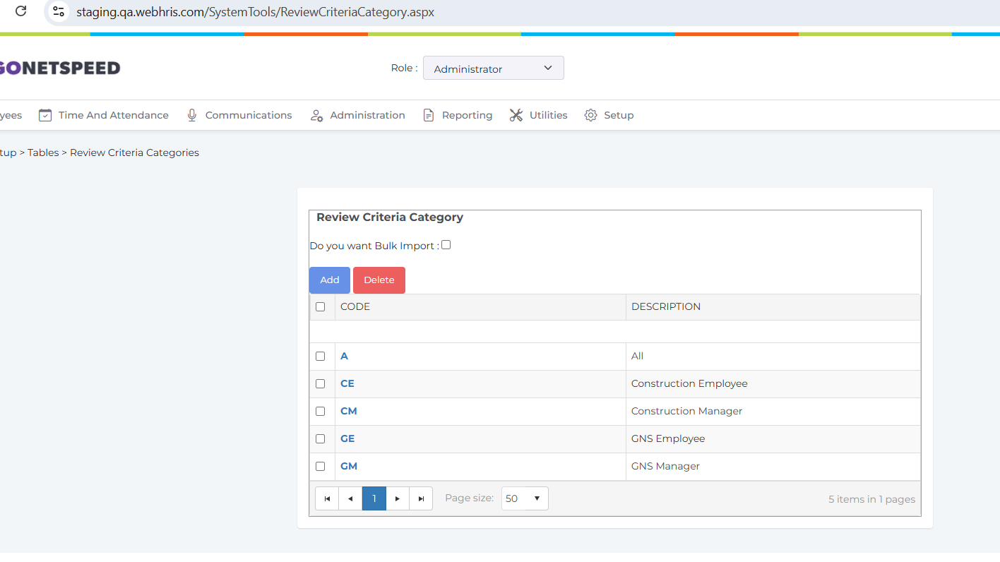 staging.qa.webhris.com/SystemTools/ReviewCriteriaCategory.aspx
GONETSPEED
Role : Administrator
yees Time And Attendance Communications Administration Reporting Utilities Setup
tup > Tables > Review Criteria Categories
Review Criteria Category
Do you want Bulk Import :
Add Delete
CODE DESCRIPTION
A All
CE Construction Employee
CM Construction Manager
GE GNS Employee
GM GNS Manager
1 Page size: 50 5 items in 1 pages